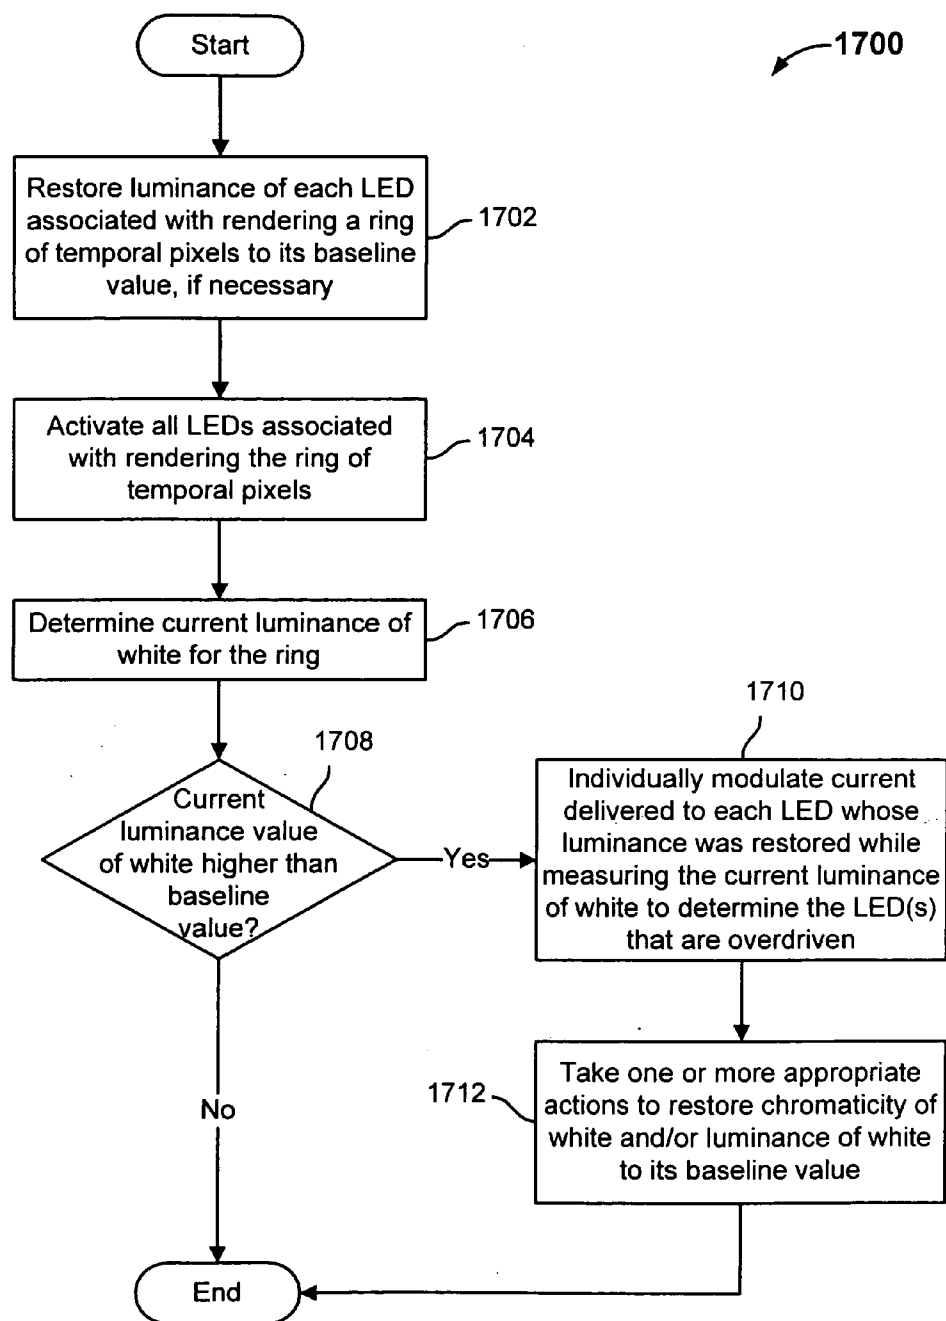 Start
1700
Restore luminance of each LED
associated with rendering a ring
of temporal pixels to its baseline
value, if necessary
1702
Activate all LEDs associated
with rendering the ring of
temporal pixels
1704
Determine current luminance of
white for the ring
1706
1708
Current
luminance value
of white higher than
baseline
value?
Yes
1710
Individually modulate current
delivered to each LED whose
luminance was restored while
measuring the current luminance
of white to determine the LED(s)
that are overdriven
No
1712
Take one or more appropriate
actions to restore chromaticity of
white and/or luminance of white
to its baseline value
End